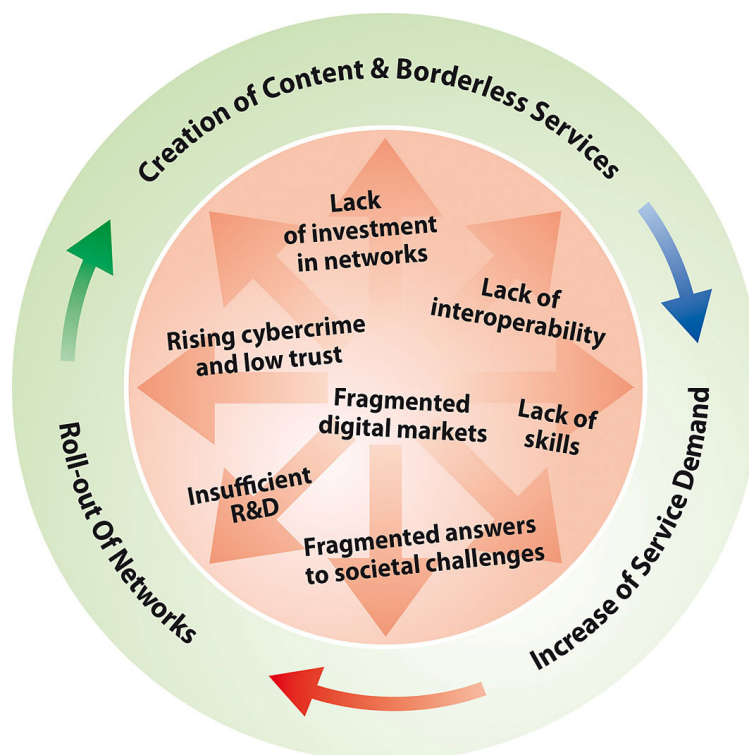 Creation of Content & Borderless Services
Lack
of investment
in networks
Lack of
interoperability
Rising cybercrime
and low trust
Fragmented
digital markets
Lack of
skills
Insufficient
R&D
Fragmented answers
to societal challenges
Increase of Service Demand
Roll-out Of Networks